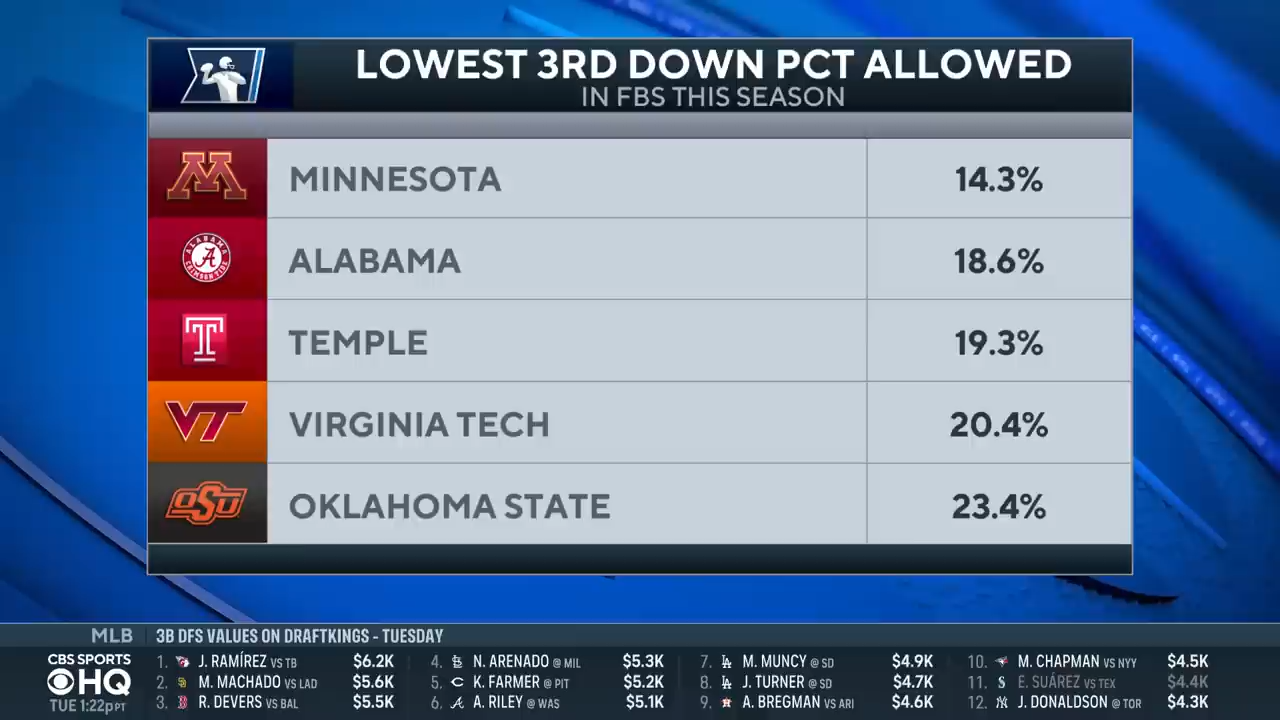 LOWEST 3RD DOWN PCT ALLOWED
IN FBS THIS SEASON
MINNESOTA 14.3%
ALABAMA 18.6%
TEMPLE 19.3%
VIRGINIA TECH 20.4%
OKLAHOMA STATE 23.4%
MLB 3B DFS VALUES ON DRAFTKINGS - TUESDAY
CBS SPORTS
HQ
TUE 1:22p PT
1. J. RAMÍREZ VS TB $6.2K
2. M. MACHADO VS LAD $5.6K
3. R. DEVERS VS BAL $5.5K
4. N. ARENADO @ MIL $5.3K
5. K. FARMER @ PIT $5.2K
6. A. RILEY @ WAS $5.1K
7. M. MUNCY @ SD $4.9K
8. J. TURNER @ SD $4.7K
9. A. BREGMAN VS ARI $4.6K
10. M. CHAPMAN VS NYY $4.5K
11. E. SUÁREZ VS TEX $4.4K
12. J. DONALDSON @ TOR $4.3K